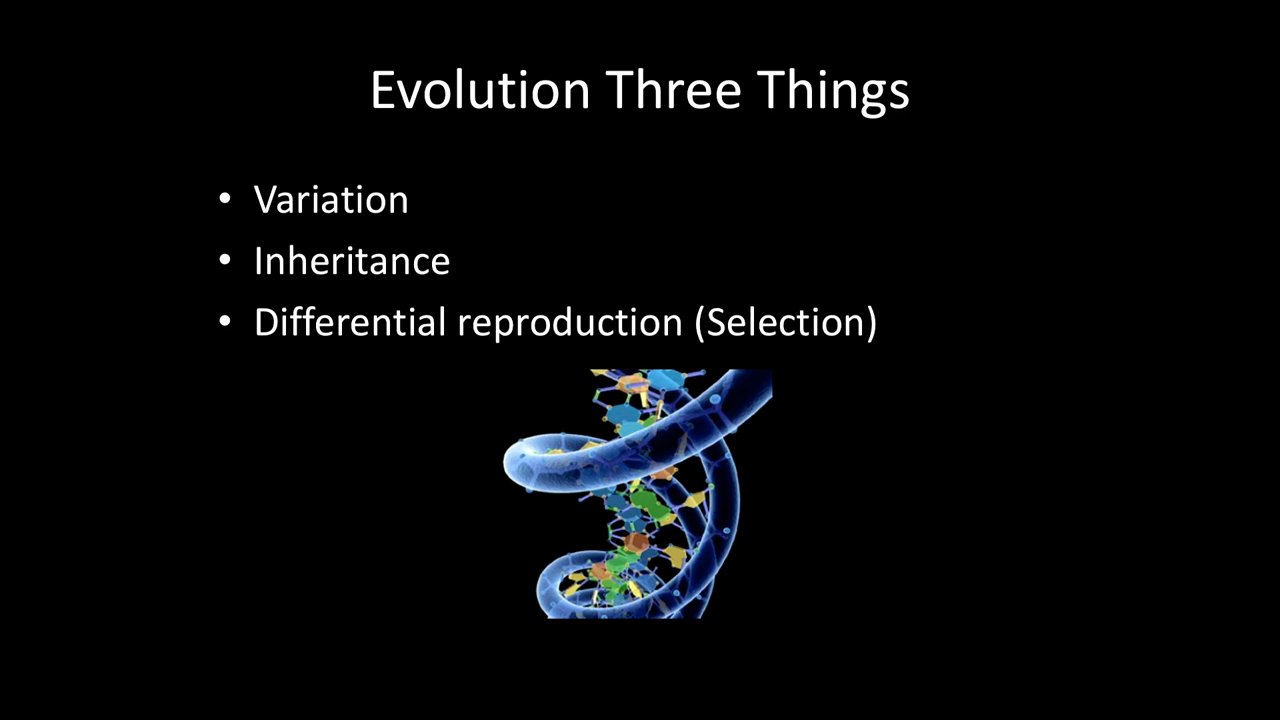 Evolution Three Things
• Variation
• Inheritance
• Differential reproduction (Selection)